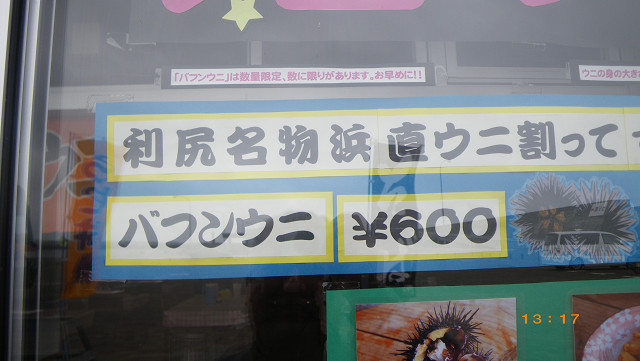 「バフンウニ」は数量限定、数に限りがあります。お早めに!!
ウニの身の大き
利尻名物浜直ウニ割って
バフンウニ ¥600
13:17